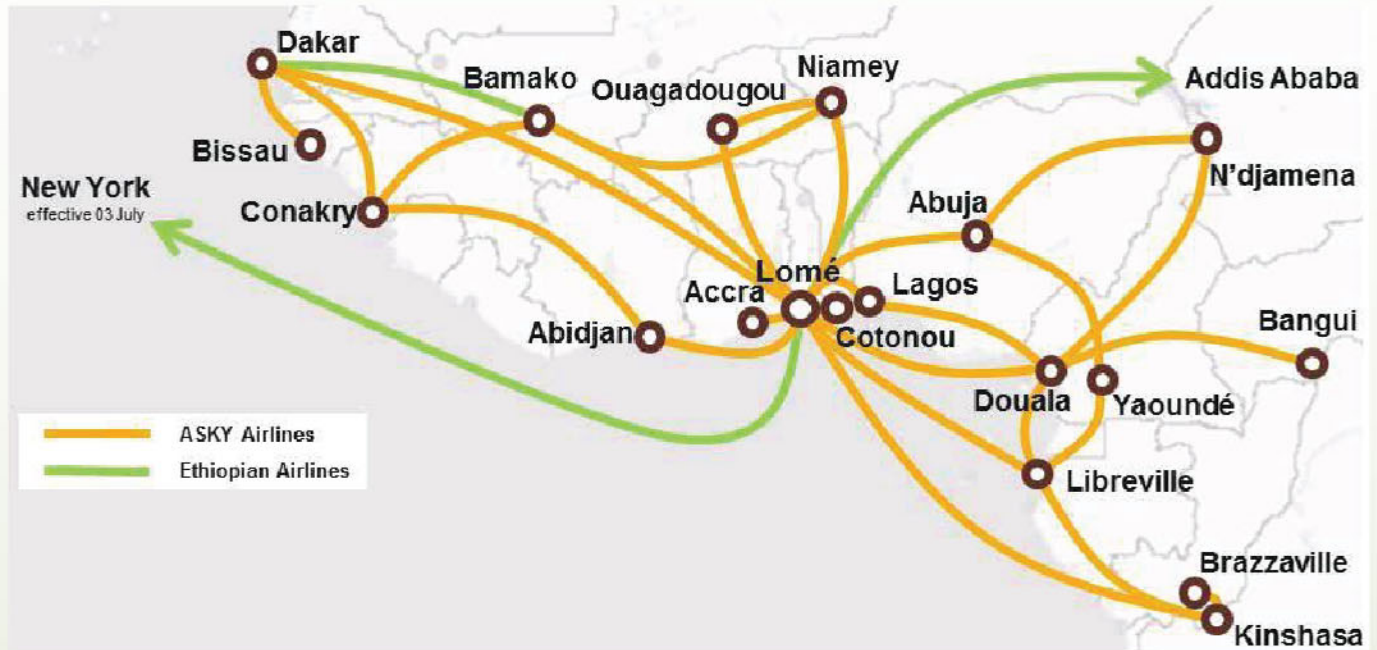 Dakar
Bamako
Niamey
Ouagadougou
Addis Ababa
Bissau
N'djamena
New York
effective 03 July
Conakry
Abuja
Lomé
Lagos
Accra
Abidjan
Cotonou
Bangui
Douala
Yaoundé
ASKY Airlines
Ethiopian Airlines
Libreville
Brazzaville
Kinshasa